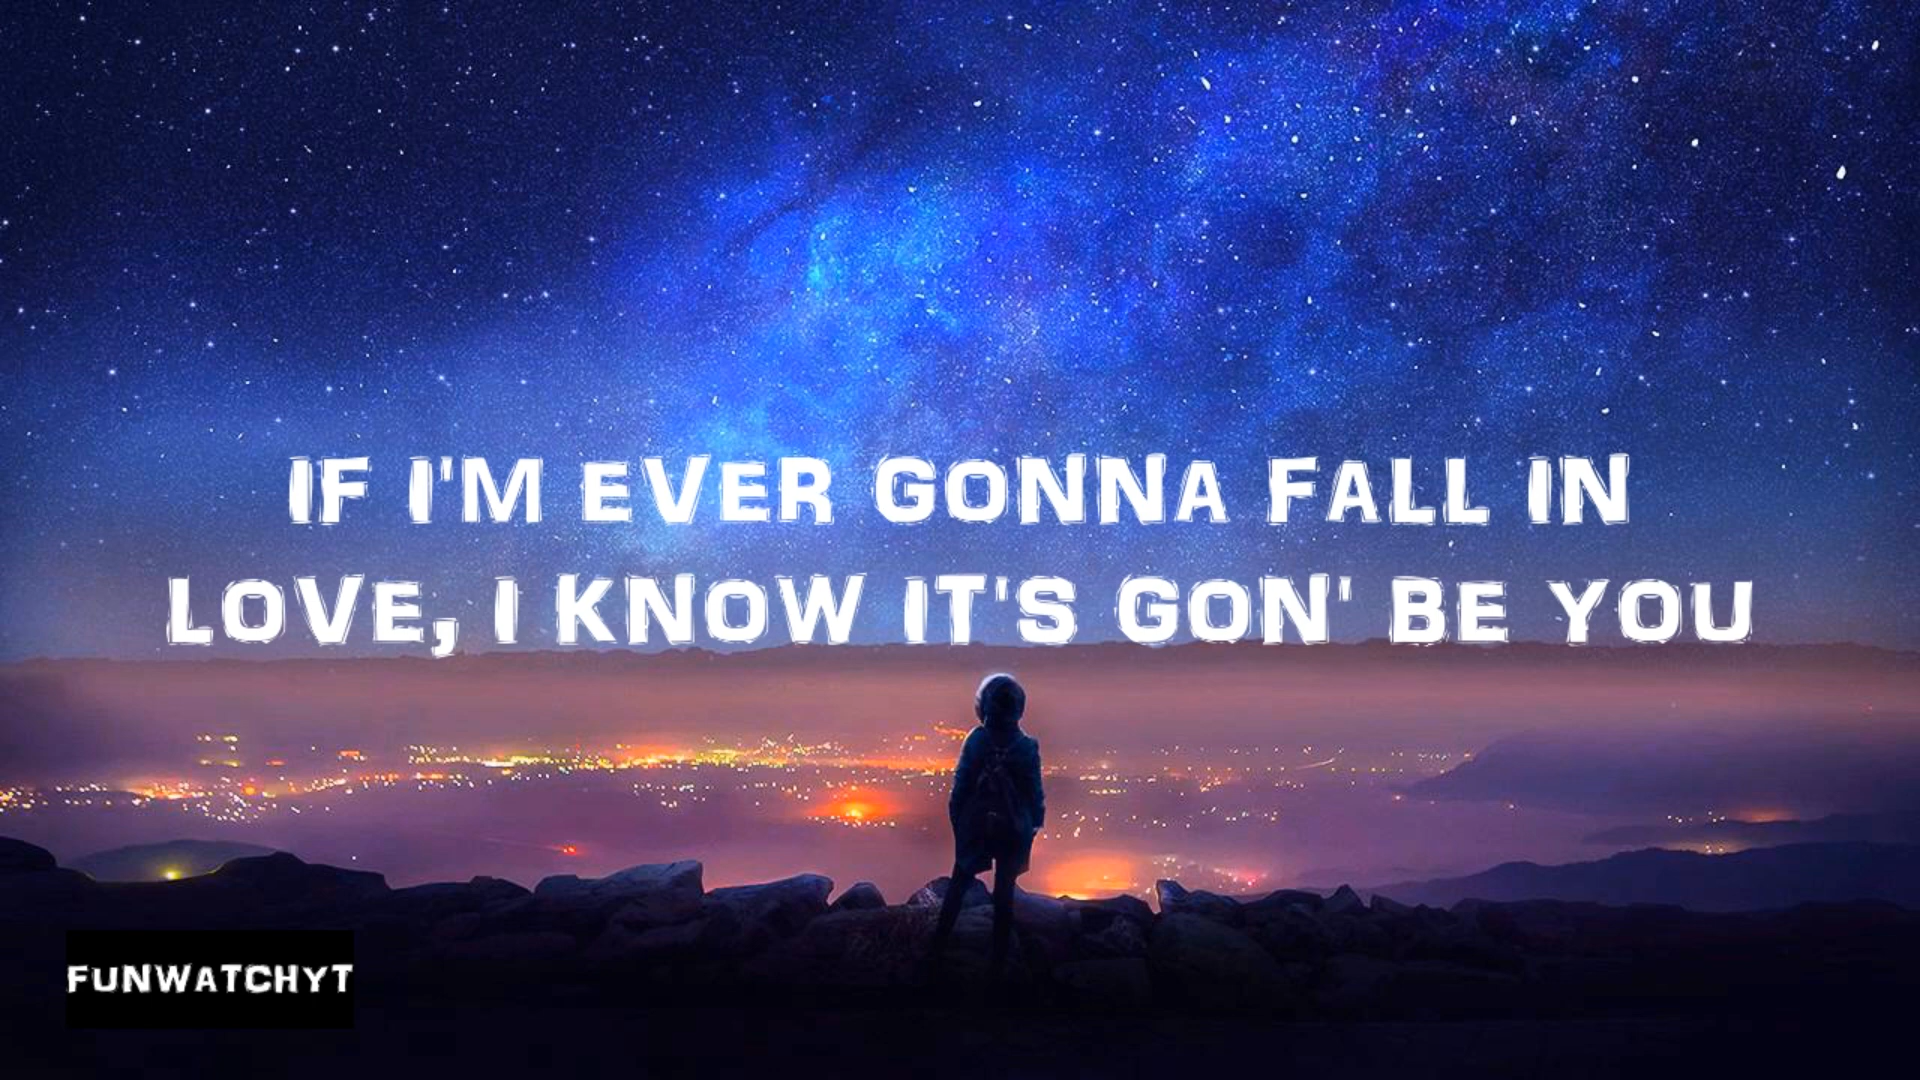 IF I'M EVER GONNA FALL IN
LOVE, I KNOW IT'S GON' BE YOU
FUNWATCHYT